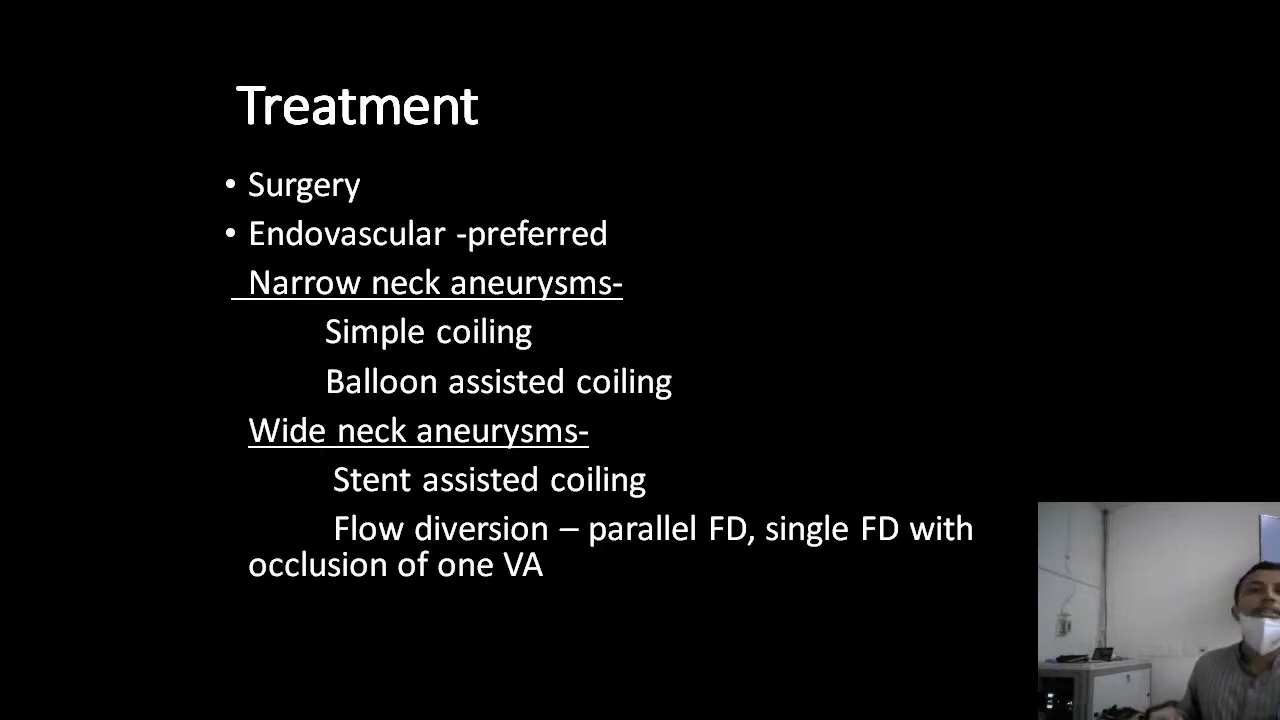 Treatment
• Surgery
• Endovascular -preferred
Narrow neck aneurysms-
Simple coiling
Balloon assisted coiling
Wide neck aneurysms-
Stent assisted coiling
Flow diversion – parallel FD, single FD with
occlusion of one VA